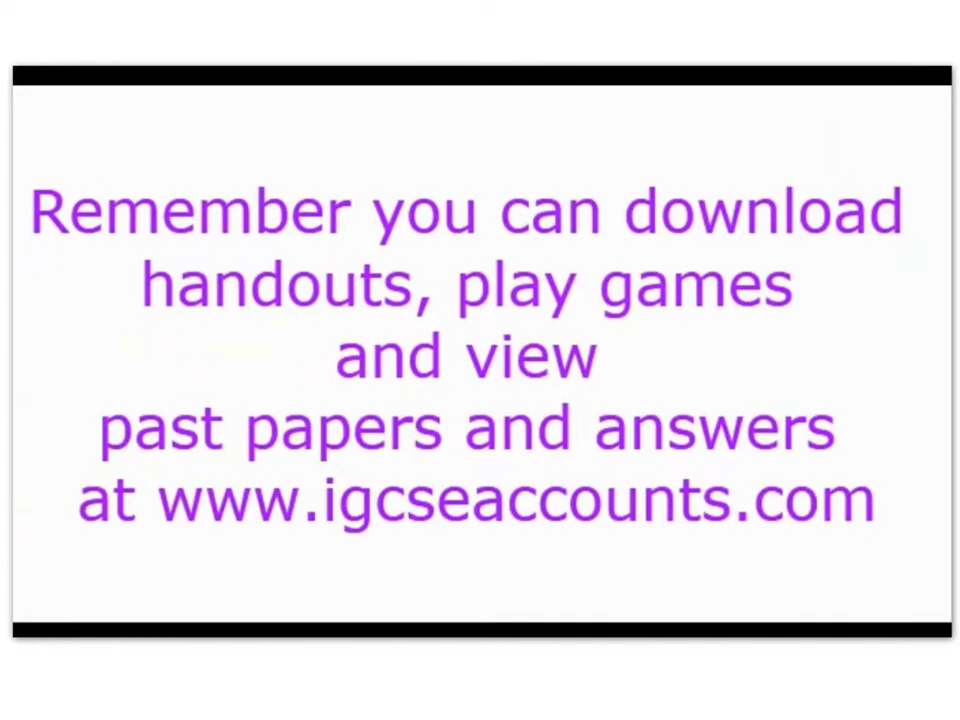 Remember you can download
handouts, play games
and view
past papers and answers
at www.igcseaccounts.com